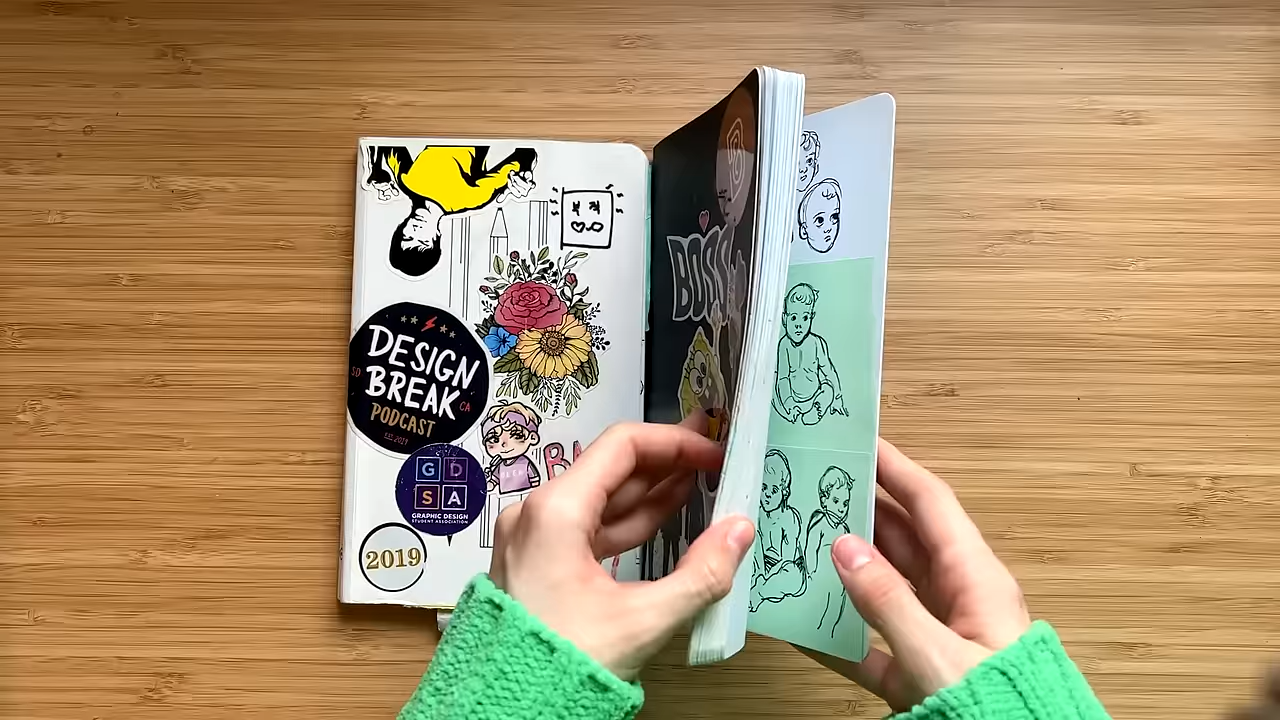 DESIGN
BREAK
SD
CA
PODCAST
EST. 2019
G D
S A
GRAPHIC DESIGN
STUDENT ASSOCIATION
2019